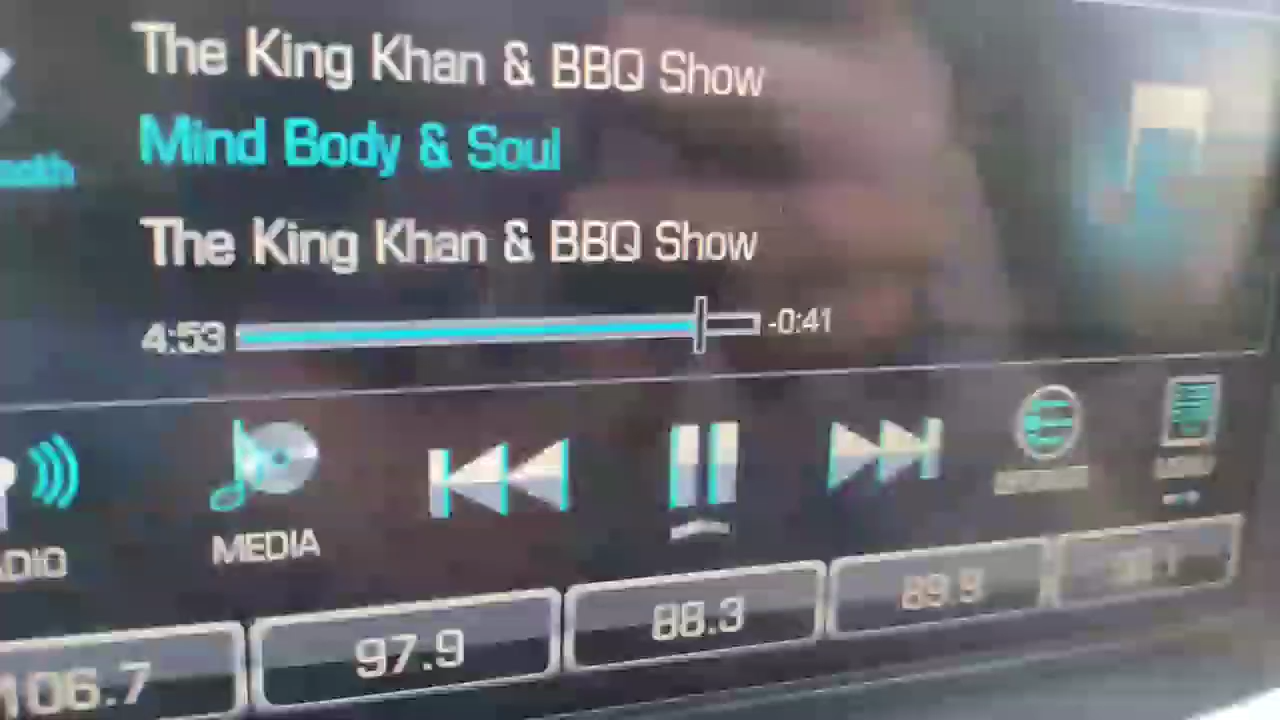 The King Khan & BBQ Show
Mind Body & Soul
The King Khan & BBQ Show
4:53 -0:41
MEDIA
106.7 97.9 88.3 89.9